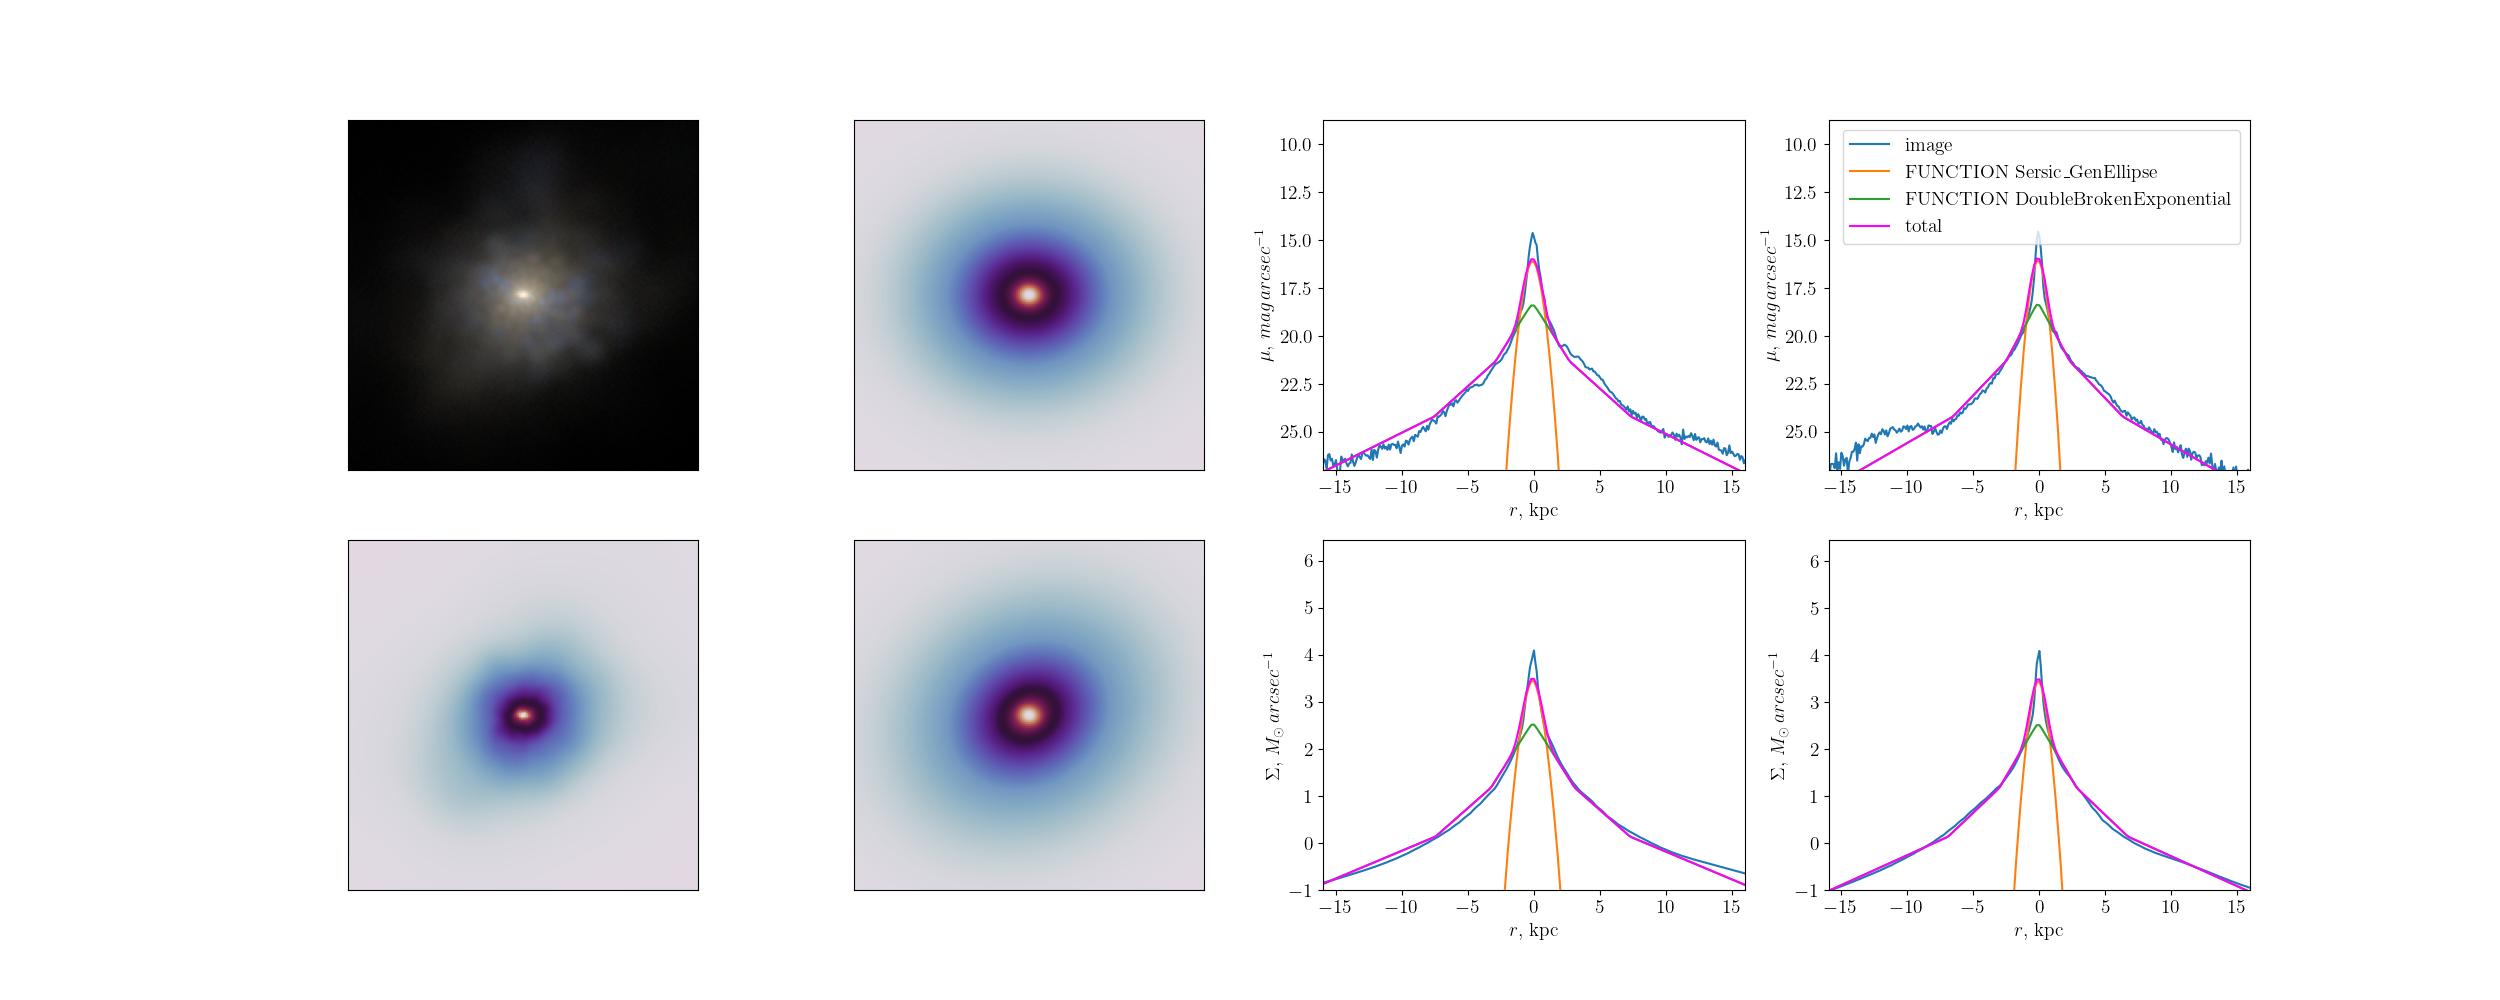 10.0
12.5
15.0
17.5
20.0
22.5
25.0
μ, mag arcsec⁻¹
−15 −10 −5 0 5 10 15
r, kpc
10.0
12.5
15.0
17.5
20.0
22.5
25.0
μ, mag arcsec⁻¹
image
FUNCTION Sersic_GenEllipse
FUNCTION DoubleBrokenExponential
total
−15 −10 −5 0 5 10 15
r, kpc
6
5
4
3
2
1
0
−1
Σ, M⊙ arcsec⁻¹
−15 −10 −5 0 5 10 15
r, kpc
6
5
4
3
2
1
0
−1
Σ, M⊙ arcsec⁻¹
−15 −10 −5 0 5 10 15
r, kpc